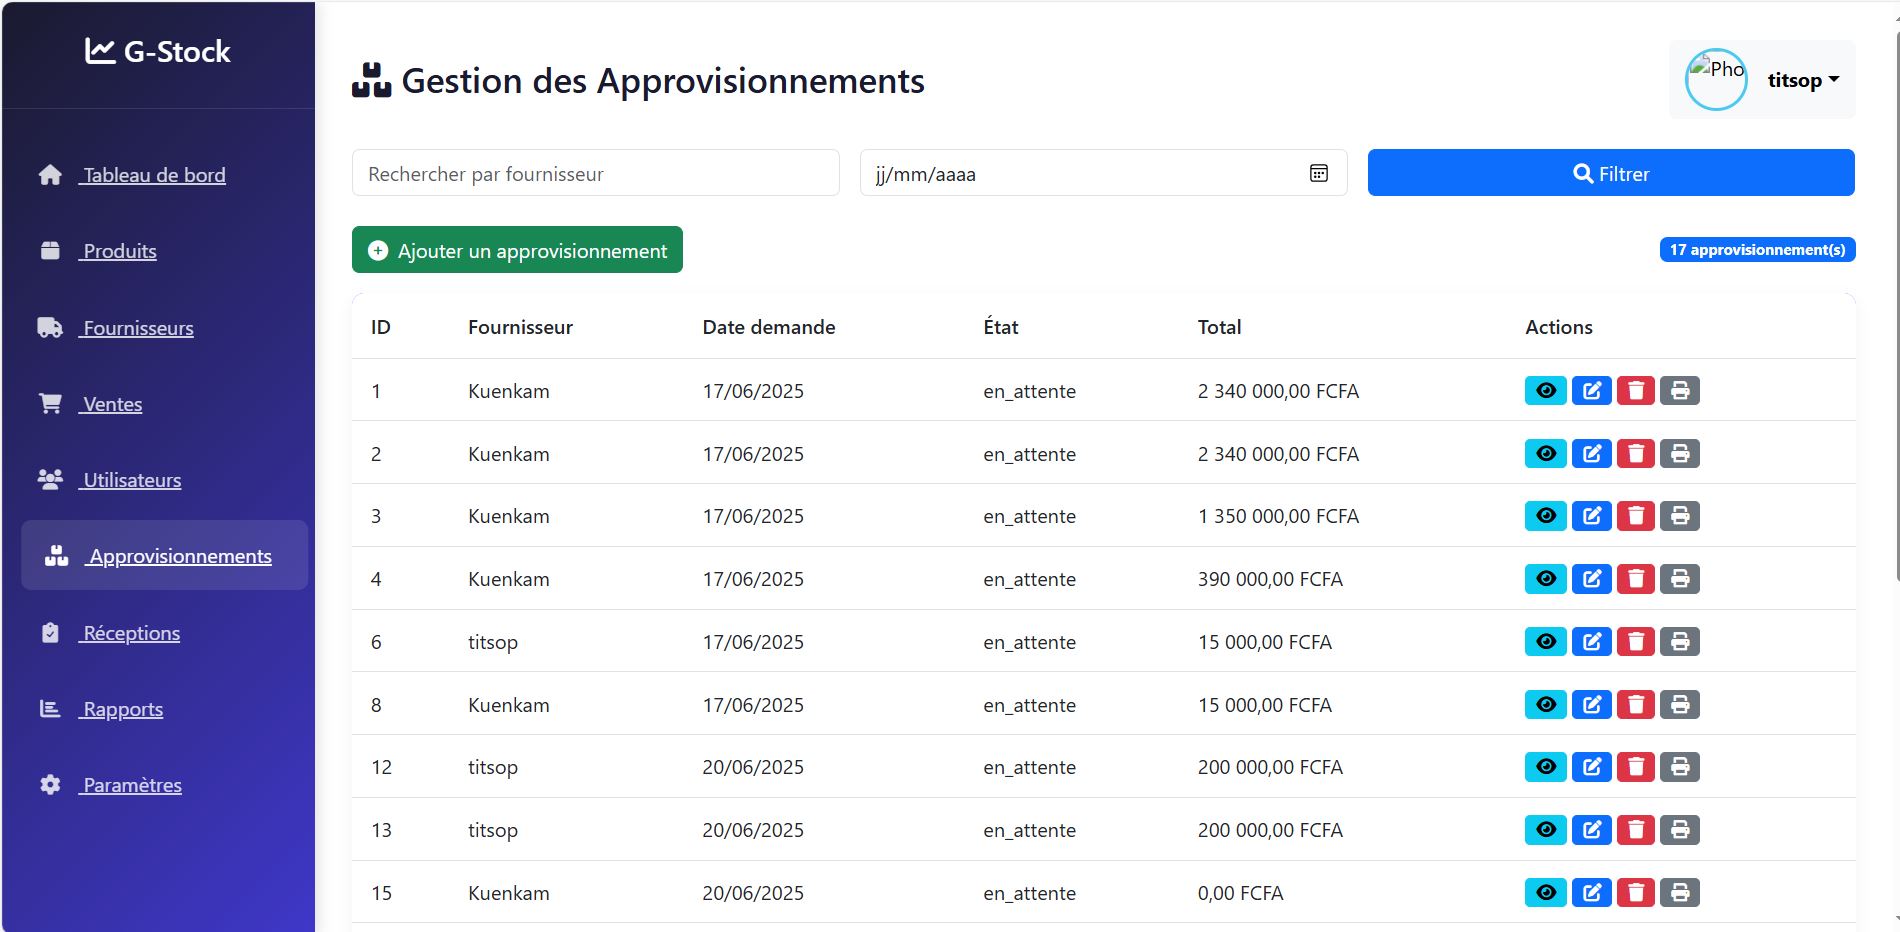 G-Stock
Gestion des Approvisionnements
Pho
titsop
Tableau de bord
Produits
Fournisseurs
Ventes
Utilisateurs
Approvisionnements
Réceptions
Rapports
Paramètres
Rechercher par fournisseur
jj/mm/aaaa
Filtrer
Ajouter un approvisionnement
17 approvisionnement(s)
ID Fournisseur Date demande État Total Actions
1 Kuenkam 17/06/2025 en_attente 2 340 000,00 FCFA
2 Kuenkam 17/06/2025 en_attente 2 340 000,00 FCFA
3 Kuenkam 17/06/2025 en_attente 1 350 000,00 FCFA
4 Kuenkam 17/06/2025 en_attente 390 000,00 FCFA
6 titsop 17/06/2025 en_attente 15 000,00 FCFA
8 Kuenkam 17/06/2025 en_attente 15 000,00 FCFA
12 titsop 20/06/2025 en_attente 200 000,00 FCFA
13 titsop 20/06/2025 en_attente 200 000,00 FCFA
15 Kuenkam 20/06/2025 en_attente 0,00 FCFA